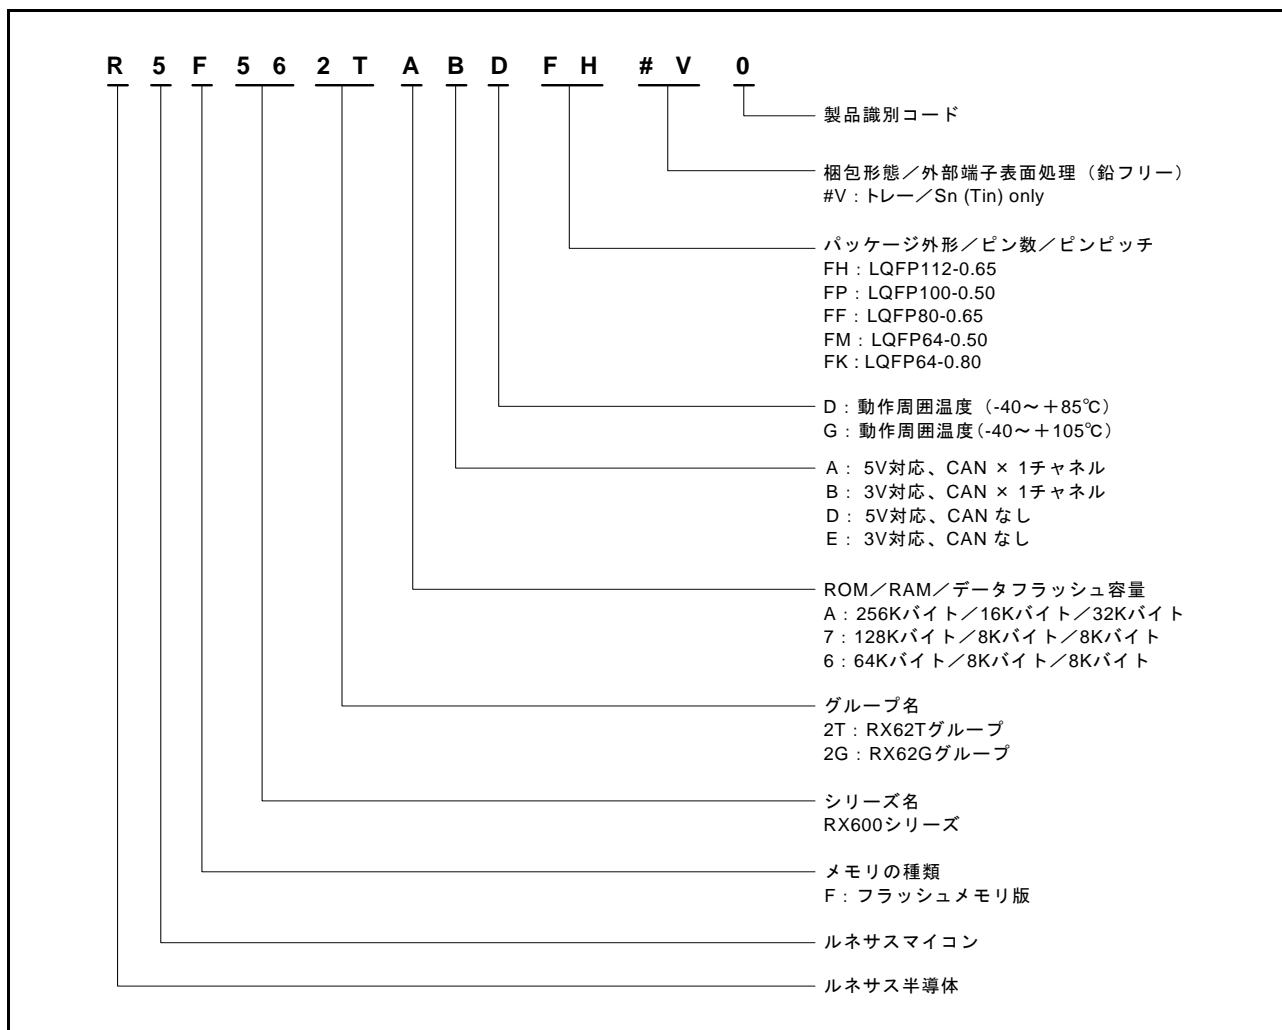 R 5 F 5 6 2 T A B D F H # V 0
製品識別コード
梱包形態／外部端子表面処理（鉛フリー）
#V : トレー／Sn (Tin) only
パッケージ外形／ピン数／ピンピッチ
FH : LQFP112-0.65
FP : LQFP100-0.50
FF : LQFP80-0.65
FM : LQFP64-0.50
FK : LQFP64-0.80
D : 動作周囲温度（-40～＋85℃）
G : 動作周囲温度（-40～＋105℃）
A : 5V対応、CAN × 1チャネル
B : 3V対応、CAN × 1チャネル
D : 5V対応、CAN なし
E : 3V対応、CAN なし
ROM／RAM／データフラッシュ容量
A : 256Kバイト／16Kバイト／32Kバイト
7 : 128Kバイト／8Kバイト／8Kバイト
6 : 64Kバイト／8Kバイト／8Kバイト
グループ名
2T : RX62Tグループ
2G : RX62Gグループ
シリーズ名
RX600シリーズ
メモリの種類
F : フラッシュメモリ版
ルネサスマイコン
ルネサス半導体